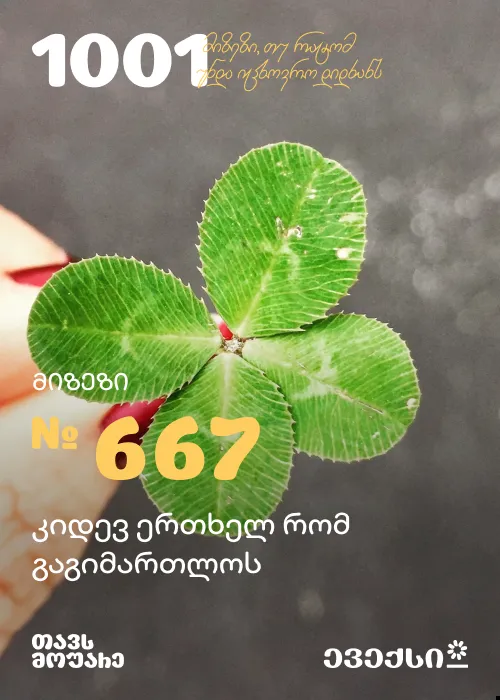 1001 მიზეზი, თუ რატომ
უნდა იცხოვრო დიდხანს
მიზეზი
№ 667
კიდევ ერთხელ რომ
გაგიმართლოს
თავს
მოუარე
ევექსი